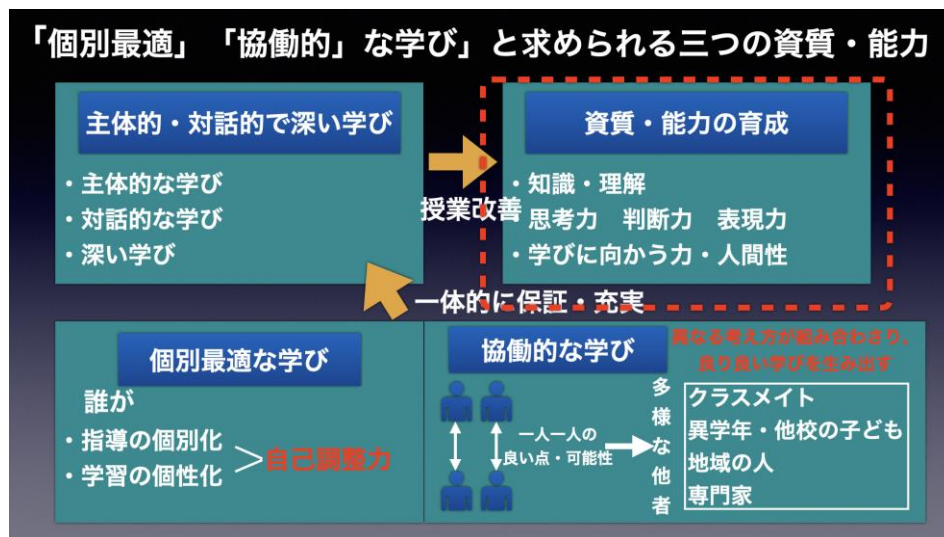 「個別最適」「協働的」な学び」と求められる三つの資質・能力
主体的・対話的で深い学び
・主体的な学び
・対話的な学び
・深い学び
授業改善
資質・能力の育成
・知識・理解
思考力 判断力 表現力
・学びに向かう力・人間性
一体的に保証・充実
個別最適な学び
誰が
・指導の個別化
・学習の個性化
＞自己調整力
協働的な学び
一人一人の
良い点・可能性
多様な他者
異なる考え方が組み合わさり、
良り良い学びを生み出す
クラスメイト
異学年・他校の子ども
地域の人
専門家